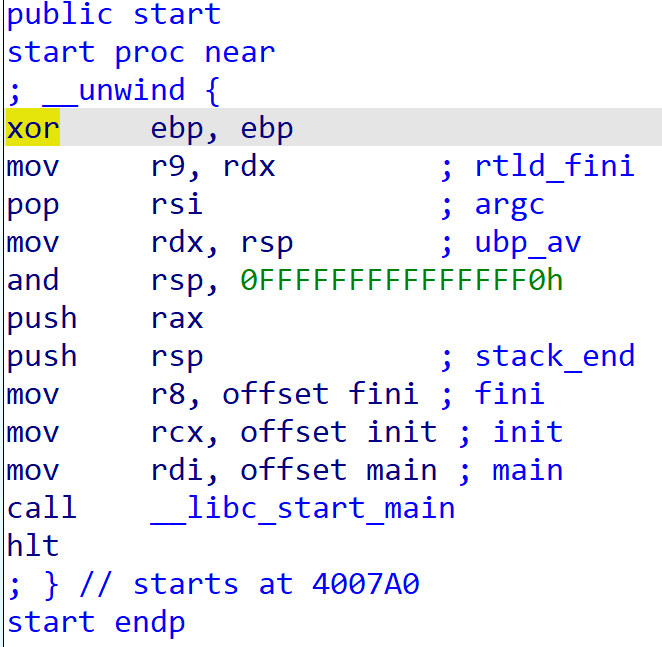 public start
start proc near
; __unwind {
xor ebp, ebp
mov r9, rdx ; rtld_fini
pop rsi ; argc
mov rdx, rsp ; ubp_av
and rsp, 0FFFFFFFFFFFFFFF0h
push rax
push rsp ; stack_end
mov r8, offset fini ; fini
mov rcx, offset init ; init
mov rdi, offset main ; main
call __libc_start_main
hlt
; } // starts at 4007A0
start endp